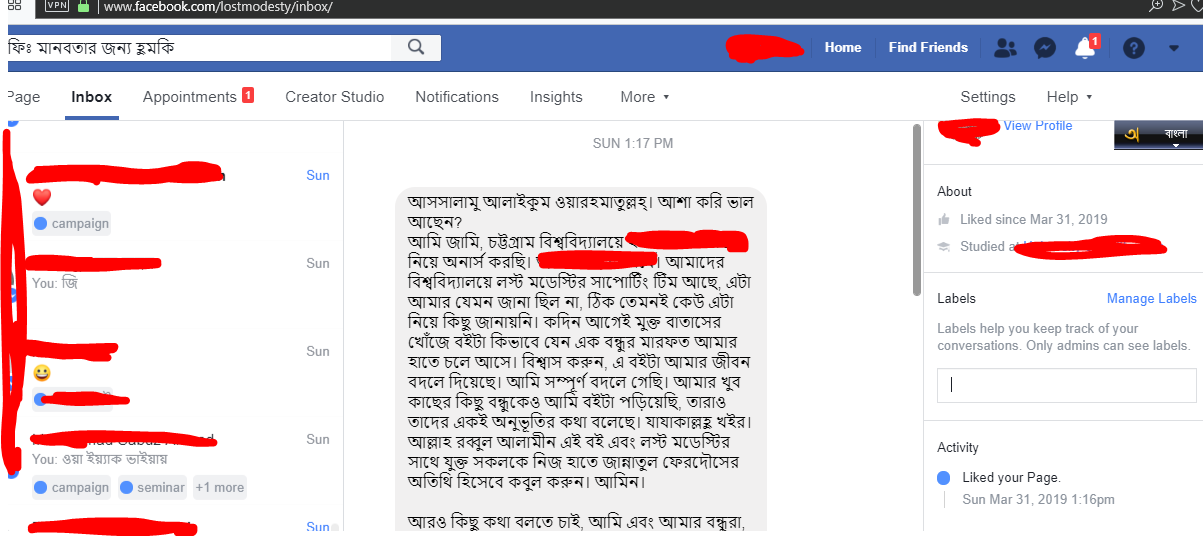 VPN www.facebook.com/lostmodesty/inbox/
ফিঃ মানবতার জন্য হুমকি
Home Find Friends 1
Page Inbox Appointments 1 Creator Studio Notifications Insights More Settings Help
Sun
campaign
Sun
You: জি
Sun
Sun
You: ওয়া ইয়্যাক ভাইয়ায়
campaign seminar +1 more
Sun
SUN 1:17 PM
আসসালামু আলাইকুম ওয়ারহমাতুল্লহ্। আশা করি ভাল
আছেন?
আমি জামি, চট্টগ্রাম বিশ্ববিদ্যালয়ে
নিয়ে অনার্স করছি। আমাদের
বিশ্ববিদ্যালয়ে লস্ট মডেস্টির সাপোর্টিং টিম আছে, এটা
আমার যেমন জানা ছিল না, ঠিক তেমনই কেউ এটা
নিয়ে কিছু জানায়নি। কদিন আগেই মুক্ত বাতাসের
খোঁজে বইটা কিভাবে যেন এক বন্ধুর মারফত আমার
হাতে চলে আসে। বিশ্বাস করুন, এ বইটা আমার জীবন
বদলে দিয়েছে। আমি সম্পূর্ণ বদলে গেছি। আমার খুব
কাছের কিছু বন্ধুকেও আমি বইটা পড়িয়েছি, তারাও
তাদের একই অনুভূতির কথা বলেছে। যাযাকাল্লহু খইর।
আল্লাহ রব্বুল আলামীন এই বই এবং লস্ট মডেস্টির
সাথে যুক্ত সকলকে নিজ হাতে জান্নাতুল ফেরদৌসের
অতিথি হিসেবে কবুল করুন। আমিন।
আরও কিছু কথা বলতে চাই, আমি এবং আমার বন্ধুরা,
View Profile
অ বাংলা
About
Liked since Mar 31, 2019
Studied at
Labels Manage Labels
Labels help you keep track of your
conversations. Only admins can see labels.
Activity
Liked your Page.
Sun Mar 31, 2019 1:16pm